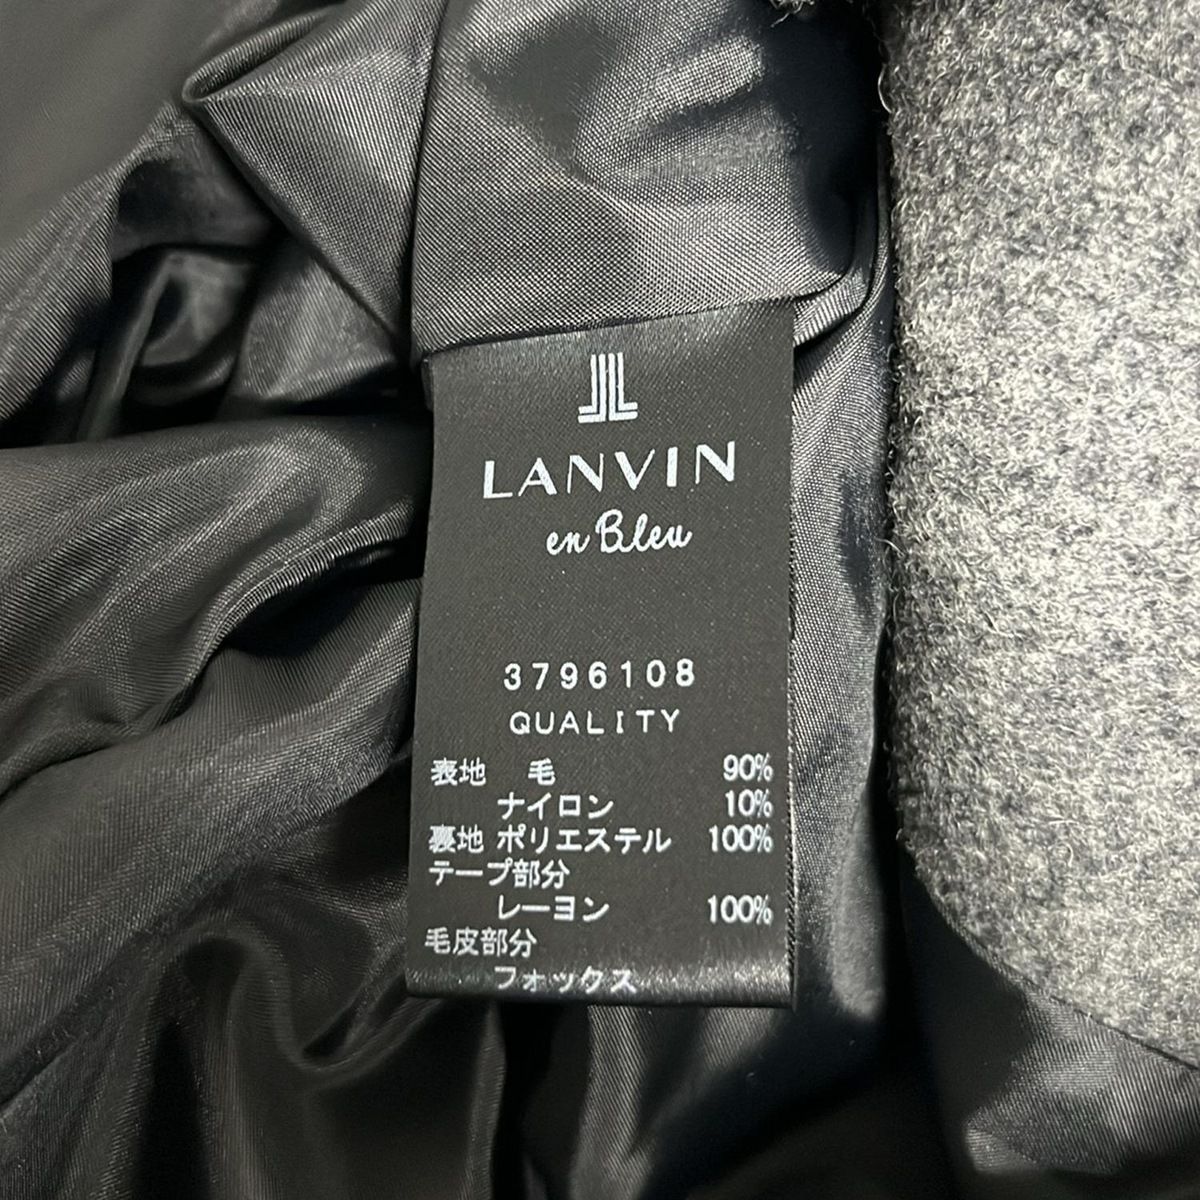 LANVIN
en Bleu
3796108
QUALITY
表地 毛 90%
ナイロン 10%
裏地 ポリエステル 100%
テープ部分
レーヨン 100%
毛皮部分
フォックス